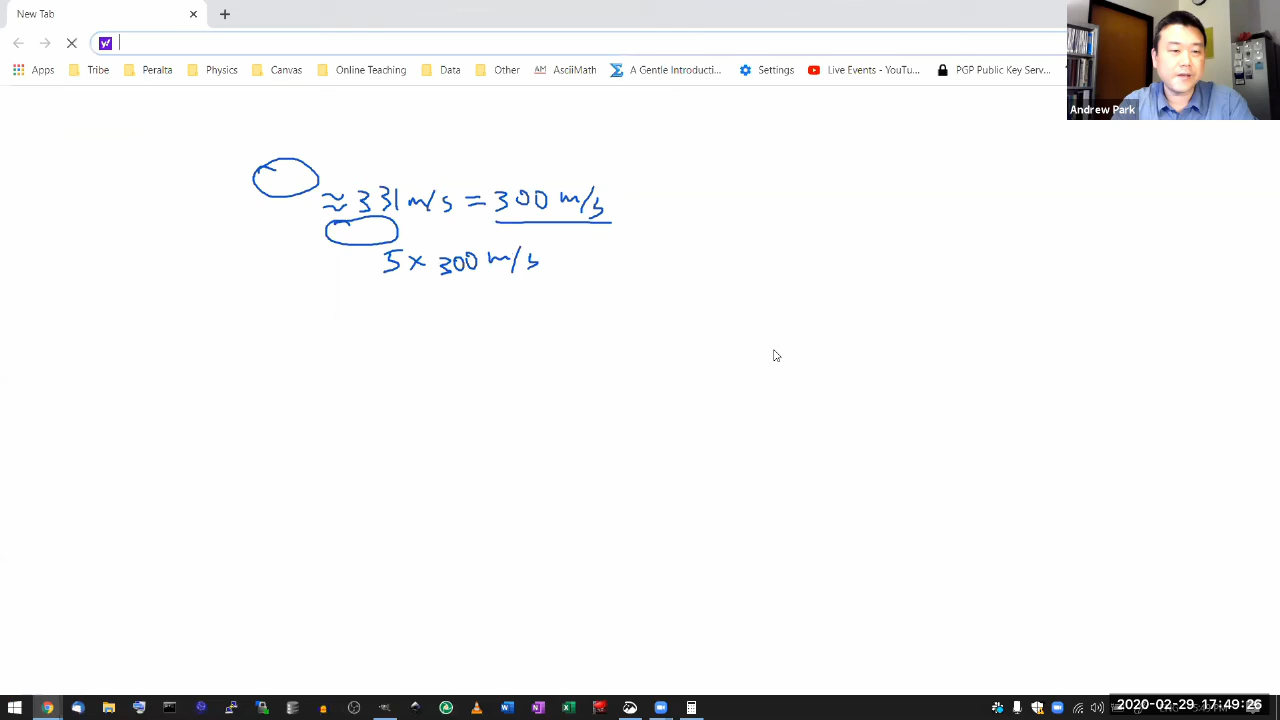 New Tab
Apps Tribe Peralta Physics Canvas Online Teaching Data Other AM AsciiMath A Gentle Introducti... Settings Live Events - YouTu... PGP Public Key Serv...
Andrew Park
≈ 331 m/s = 300 m/s
5 × 300 m/s
2020-02-29 17:49:26